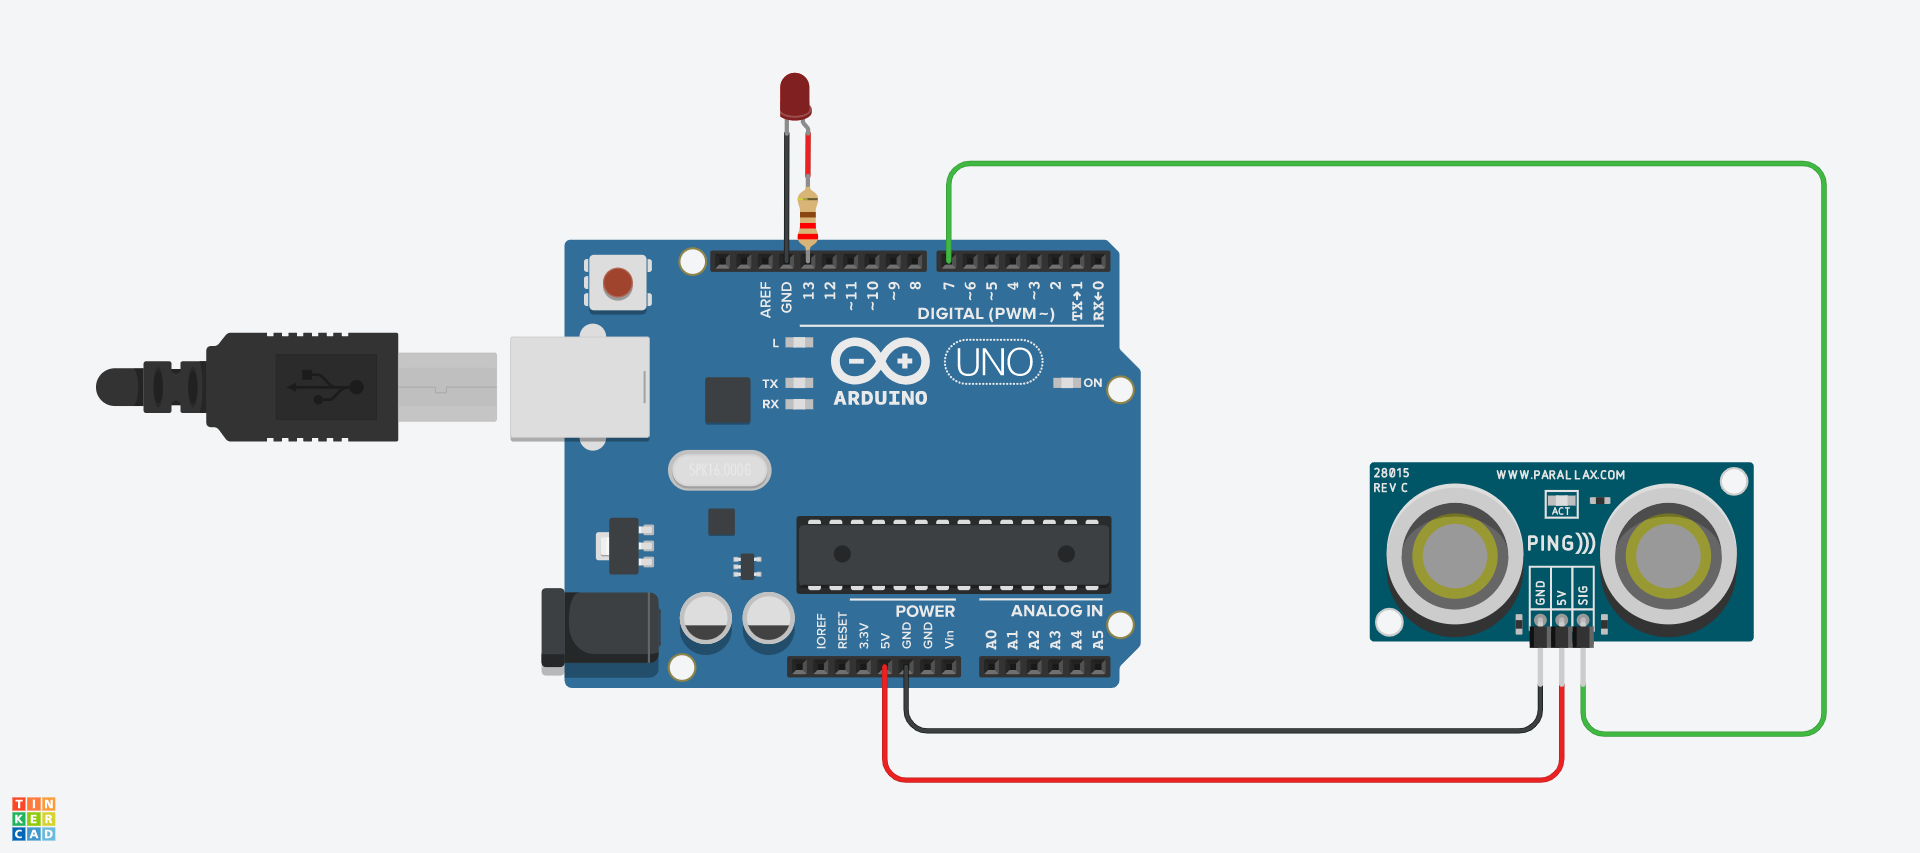 AREF
GND
13
12
~11
~10
~9
8
7
~6
~5
4
~3
2
TX→1
RX←0
DIGITAL (PWM~)
L
TX
RX
ARDUINO
UNO
ON
SPK16.000G
POWER
ANALOG IN
IOREF
RESET
3.3V
5V
GND
GND
Vin
A0
A1
A2
A3
A4
A5
28015
REV C
WWW.PARALLAX.COM
ACT
PING)))
GND
5V
SIG
TIN
KER
CAD